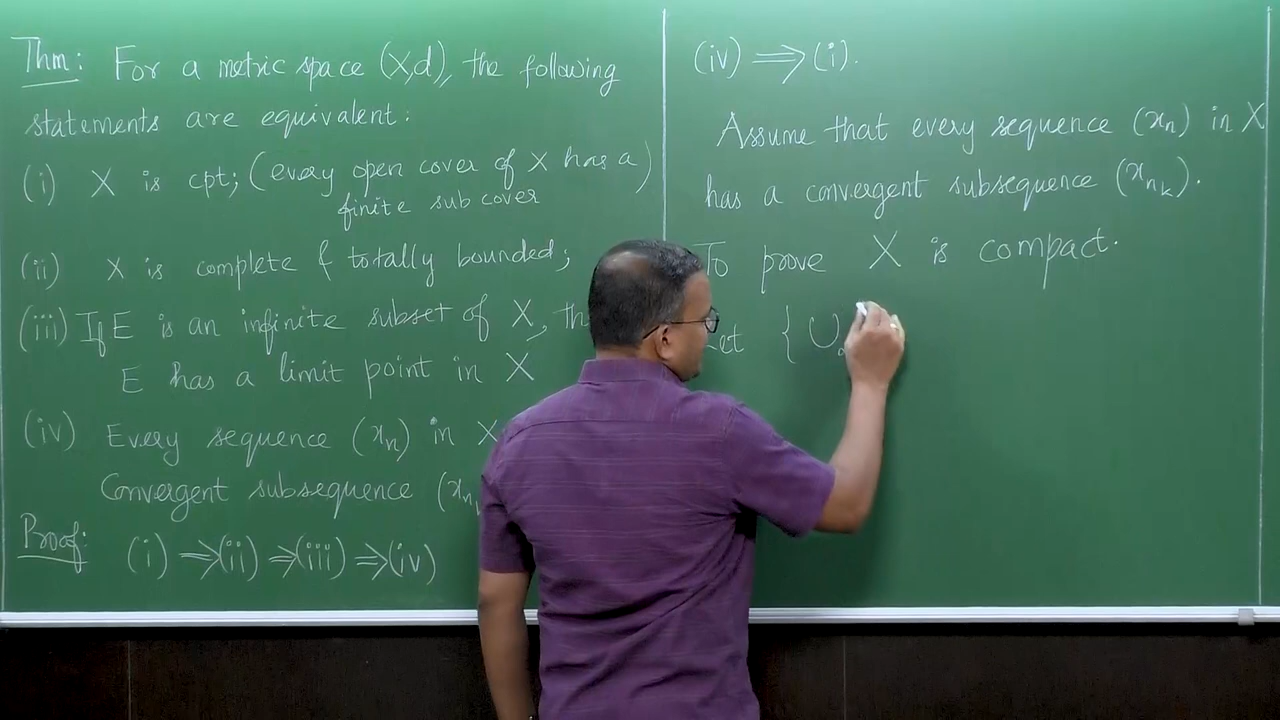 Thm: For a metric space (X,d), the following
statements are equivalent:
(i) X is cpt; (every open cover of X has a)
finite sub cover
(ii) X is complete & totally bounded;
(iii) If E is an infinite subset of X,
E has a limit point in X
(iv) Every sequence (xₙ) in X
Convergent subsequence
Proof: (i) ⇒(ii) ⇒(iii) ⇒(iv)
(iv) ⇒(i).
Assume that every sequence (xₙ) in X
has a convergent subsequence (xₙₖ).
To prove X is compact.
Let { U